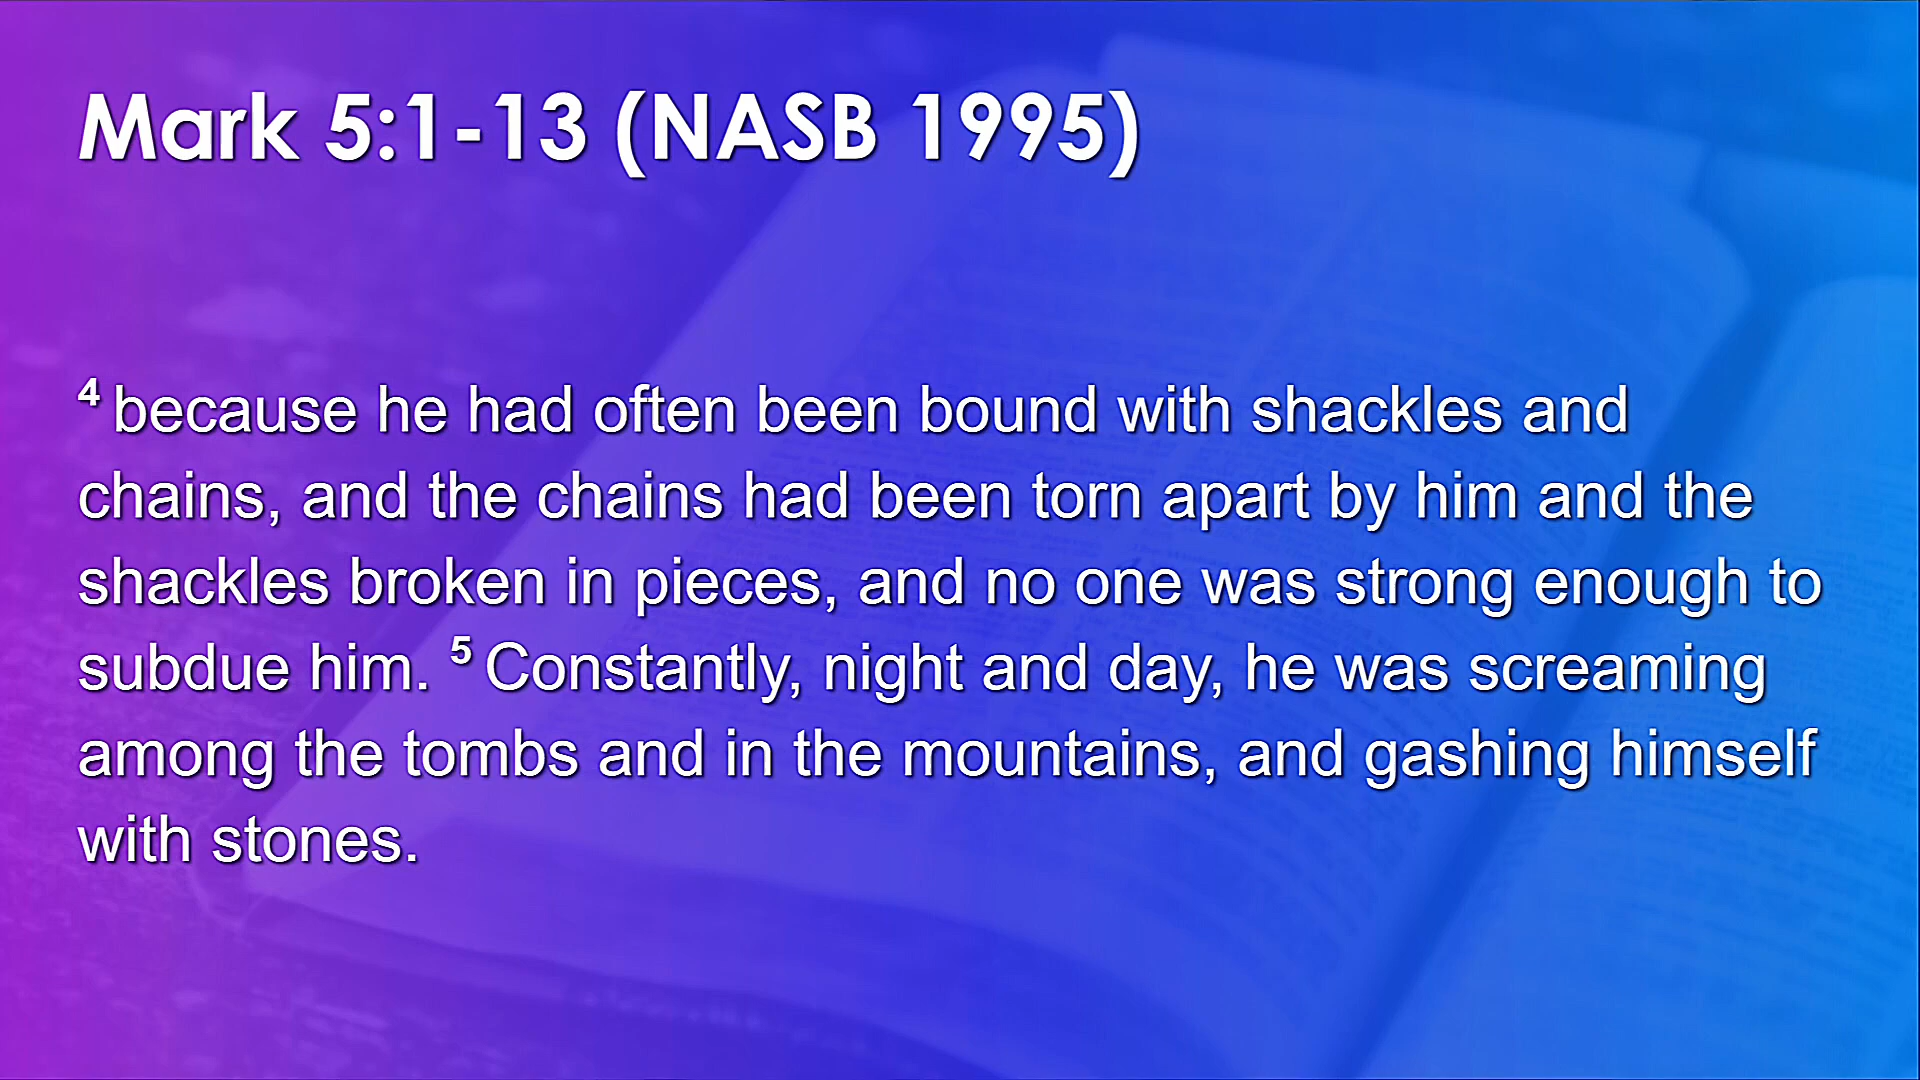 Mark 5:1-13 (NASB 1995)
4 because he had often been bound with shackles and
chains, and the chains had been torn apart by him and the
shackles broken in pieces, and no one was strong enough to
subdue him. 5 Constantly, night and day, he was screaming
among the tombs and in the mountains, and gashing himself
with stones.